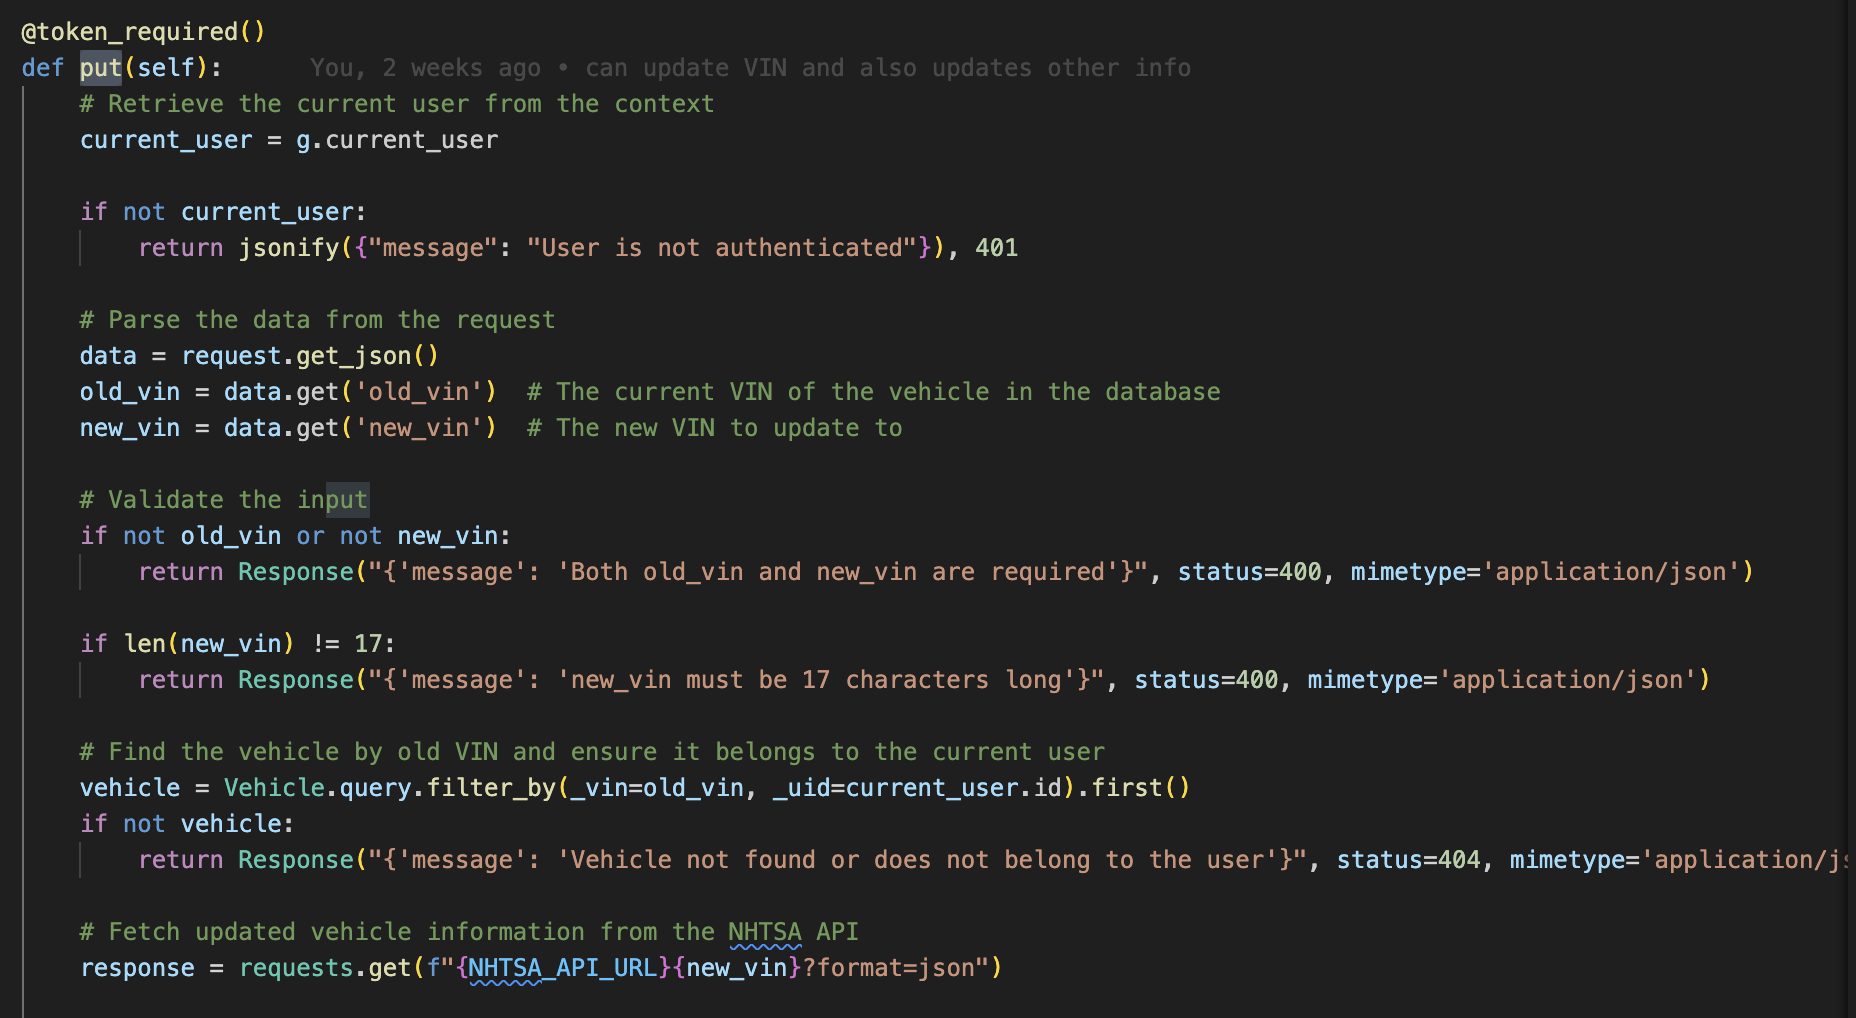 @token_required()
def put(self):      You, 2 weeks ago • can update VIN and also updates other info
    # Retrieve the current user from the context
    current_user = g.current_user

    if not current_user:
        return jsonify({"message": "User is not authenticated"}), 401

    # Parse the data from the request
    data = request.get_json()
    old_vin = data.get('old_vin')  # The current VIN of the vehicle in the database
    new_vin = data.get('new_vin')  # The new VIN to update to

    # Validate the input
    if not old_vin or not new_vin:
        return Response("{'message': 'Both old_vin and new_vin are required'}", status=400, mimetype='application/json')

    if len(new_vin) != 17:
        return Response("{'message': 'new_vin must be 17 characters long'}", status=400, mimetype='application/json')

    # Find the vehicle by old VIN and ensure it belongs to the current user
    vehicle = Vehicle.query.filter_by(_vin=old_vin, _uid=current_user.id).first()
    if not vehicle:
        return Response("{'message': 'Vehicle not found or does not belong to the user'}", status=404, mimetype='application/js

    # Fetch updated vehicle information from the NHTSA API
    response = requests.get(f"{NHTSA_API_URL}{new_vin}?format=json")